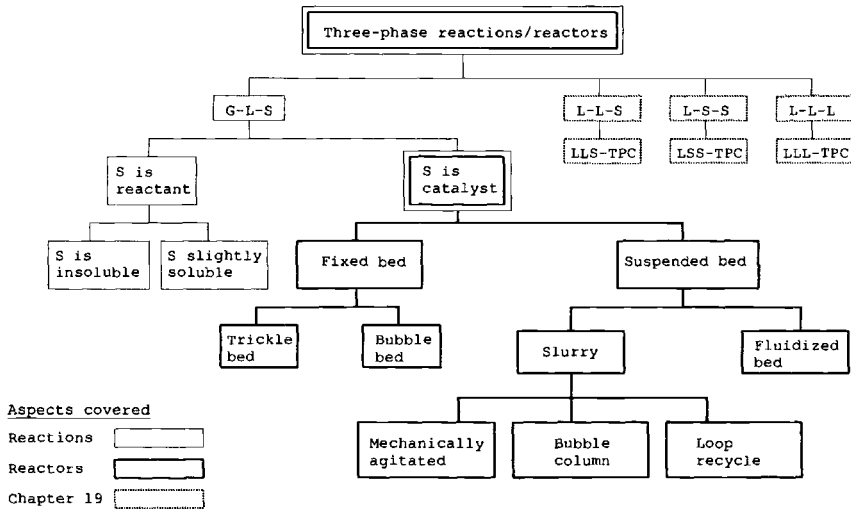 Three-phase reactions/reactors
G-L-S
L-L-S
L-S-S
L-L-L
LLS-TPC
LSS-TPC
LLL-TPC
S is
reactant
S is
catalyst
S is
insoluble
S slightly
soluble
Fixed bed
Suspended bed
Trickle
bed
Bubble
bed
Slurry
Fluidized
bed
Mechanically
agitated
Bubble
column
Loop
recycle
Aspects covered
Reactions
Reactors
Chapter 19